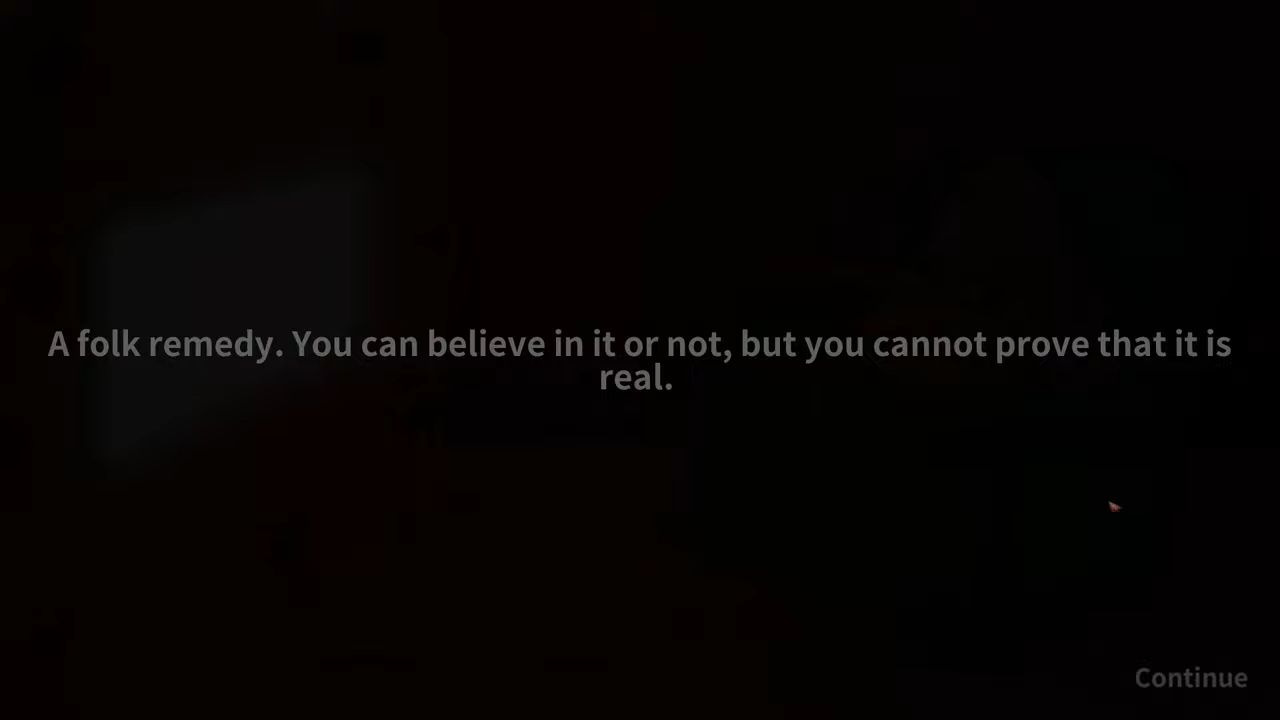 A folk remedy. You can believe in it or not, but you cannot prove that it is
real.
Continue